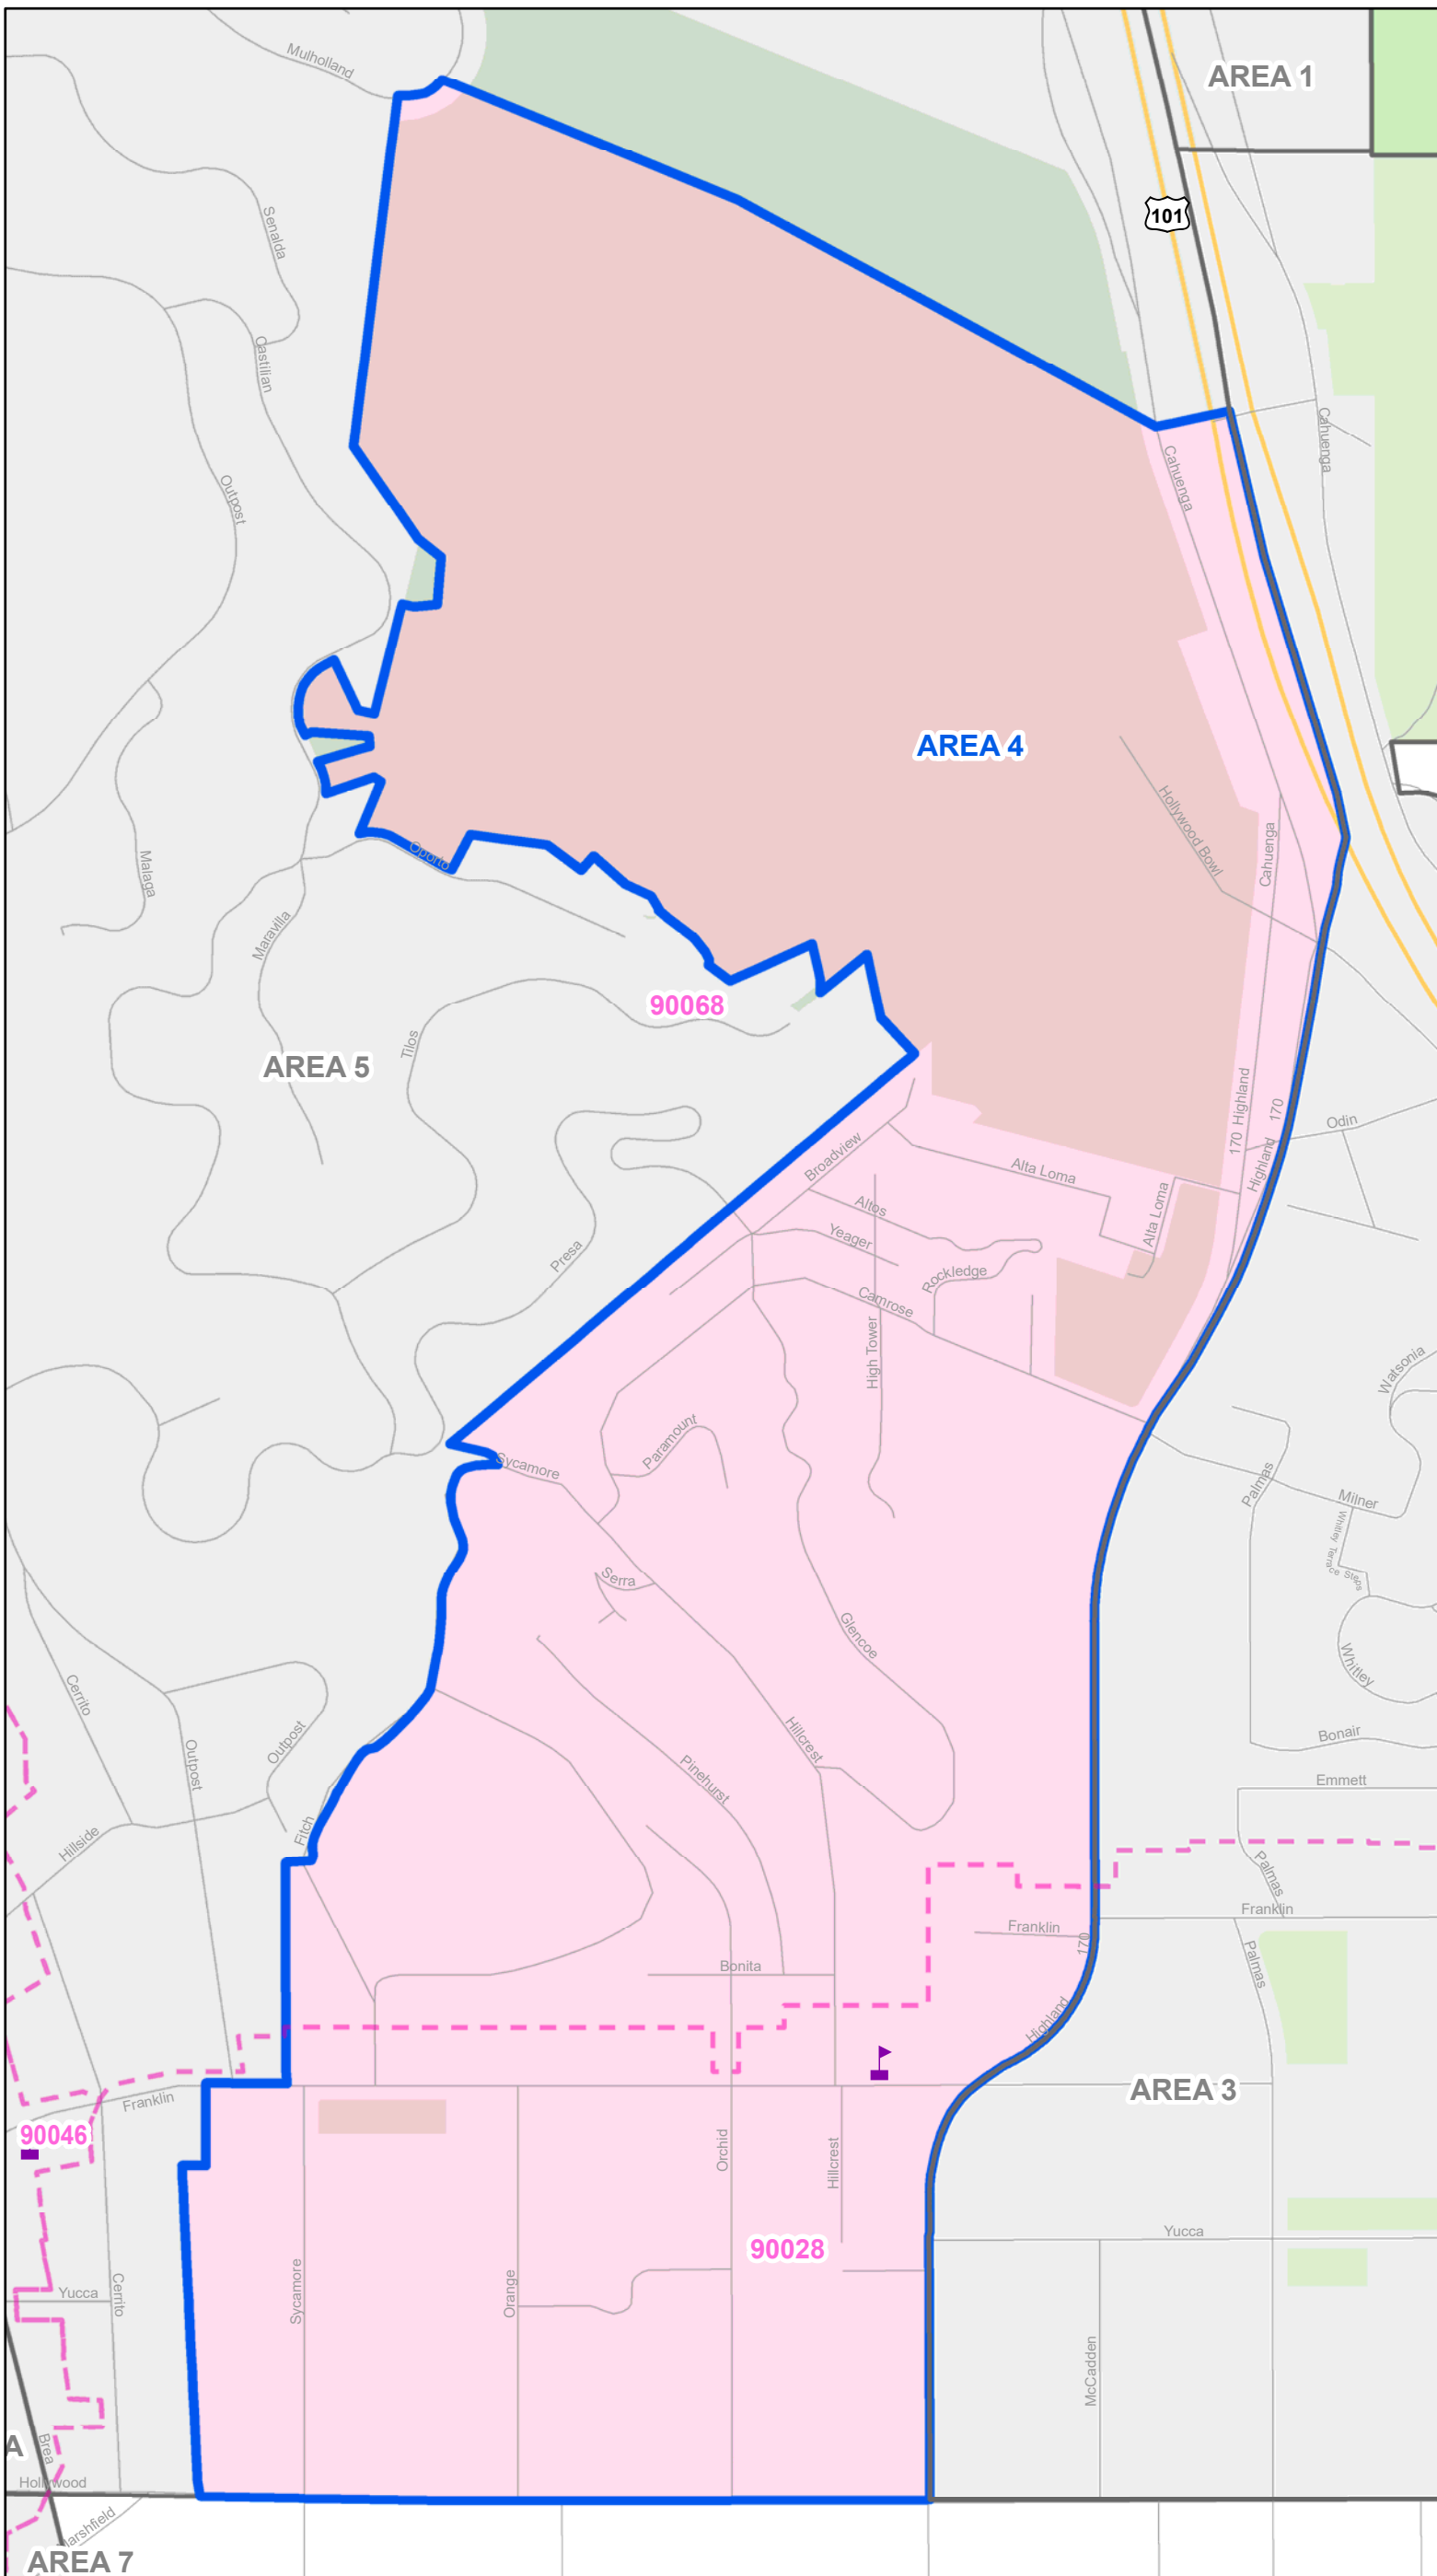 Mulholland
AREA 1
101
Senalda
Castilian
Cahuenga
Cahuenga
Outpost
AREA 4
Hollywood Bowl
Cahuenga
Oporto
Malaga
Maravilla
90068
Tilos
AREA 5
170 Highland
170
Odin
Highland
Broadview
Alta Loma
Alta Loma
Altos
Yeager
Presa
Rockledge
Camrose
High Tower
Watsonia
Paramount
Sycamore
Palmas
Milner
Whitley Terrace Steps
Serra
Glencoe
Whitley
Cerrito
Outpost
Outpost
Hillcrest
Bonair
Pinehurst
Emmett
Fitch
Hillside
Palmas
Franklin
Franklin
170
Palmas
Bonita
Highland
AREA 3
Franklin
90046
Orchid
Hillcrest
Yucca
90028
Yucca
Cerrito
Sycamore
Orange
McCadden
A
Brea
Hollywood
Marshfield
AREA 7